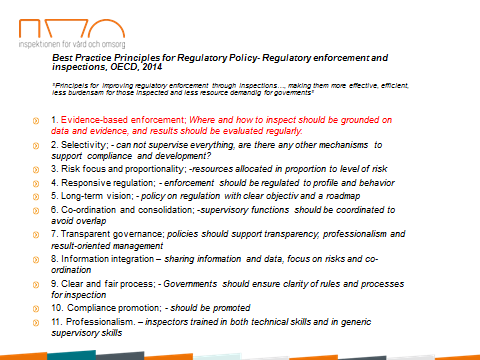 inspektionen för vård och omsorg
Best Practice Principles for Regulatory Policy- Regulatory enforcement and
inspections, OECD, 2014
"Principels for improving regulatory enforcement through inspections…, making them more effective, efficient,
less burdensam for those inspected and less resource demandig for goverments"
1. Evidence-based enforcement; Where and how to inspect should be grounded on
data and evidence, and results should be evaluated regularly.
2. Selectivity; - can not supervise everything, are there any other mechanisms to
support compliance and development?
3. Risk focus and proportionality; -resources allocated in proportion to level of risk
4. Responsive regulation; - enforcement should be regulated to profile and behavior
5. Long-term vision; - policy on regulation with clear objectiv and a roadmap
6. Co-ordination and consolidation; -supervisory functions should be coordinated to
avoid overlap
7. Transparent governance; policies should support transparency, professionalism and
result-oriented management
8. Information integration – sharing information and data, focus on risks and co-
ordination
9. Clear and fair process; - Governments should ensure clarity of rules and processes
for inspection
10. Compliance promotion; - should be promoted
11. Professionalism. – inspectors trained in both technical skills and in generic
supervisory skills